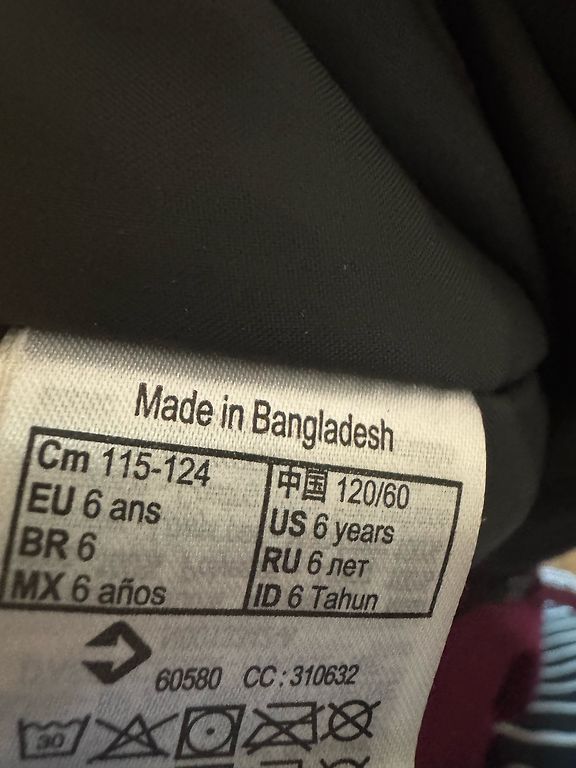 Made in Bangladesh
Cm 115-124
EU 6 ans
BR 6
MX 6 años
中国 120/60
US 6 years
RU 6 лет
ID 6 Tahun
60580 CC : 310632
30